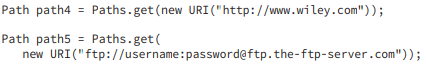 Path path4 = Paths.get(new URI("http://www.wiley.com"));
Path path5 = Paths.get(
new URI("ftp://username:password@ftp.the-ftp-server.com"));